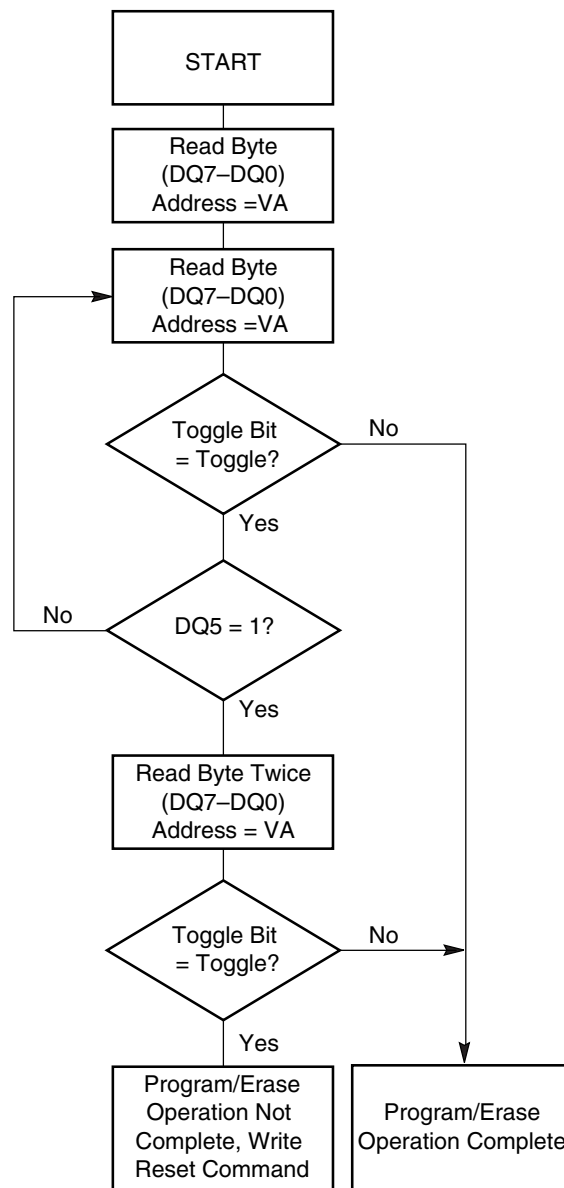 START
Read Byte
(DQ7–DQ0)
Address =VA
Read Byte
(DQ7–DQ0)
Address =VA
Toggle Bit
= Toggle?
No
Yes
DQ5 = 1?
No
Yes
Read Byte Twice
(DQ7–DQ0)
Address = VA
Toggle Bit
= Toggle?
No
Yes
Program/Erase
Operation Not
Complete, Write
Reset Command
Program/Erase
Operation Complete